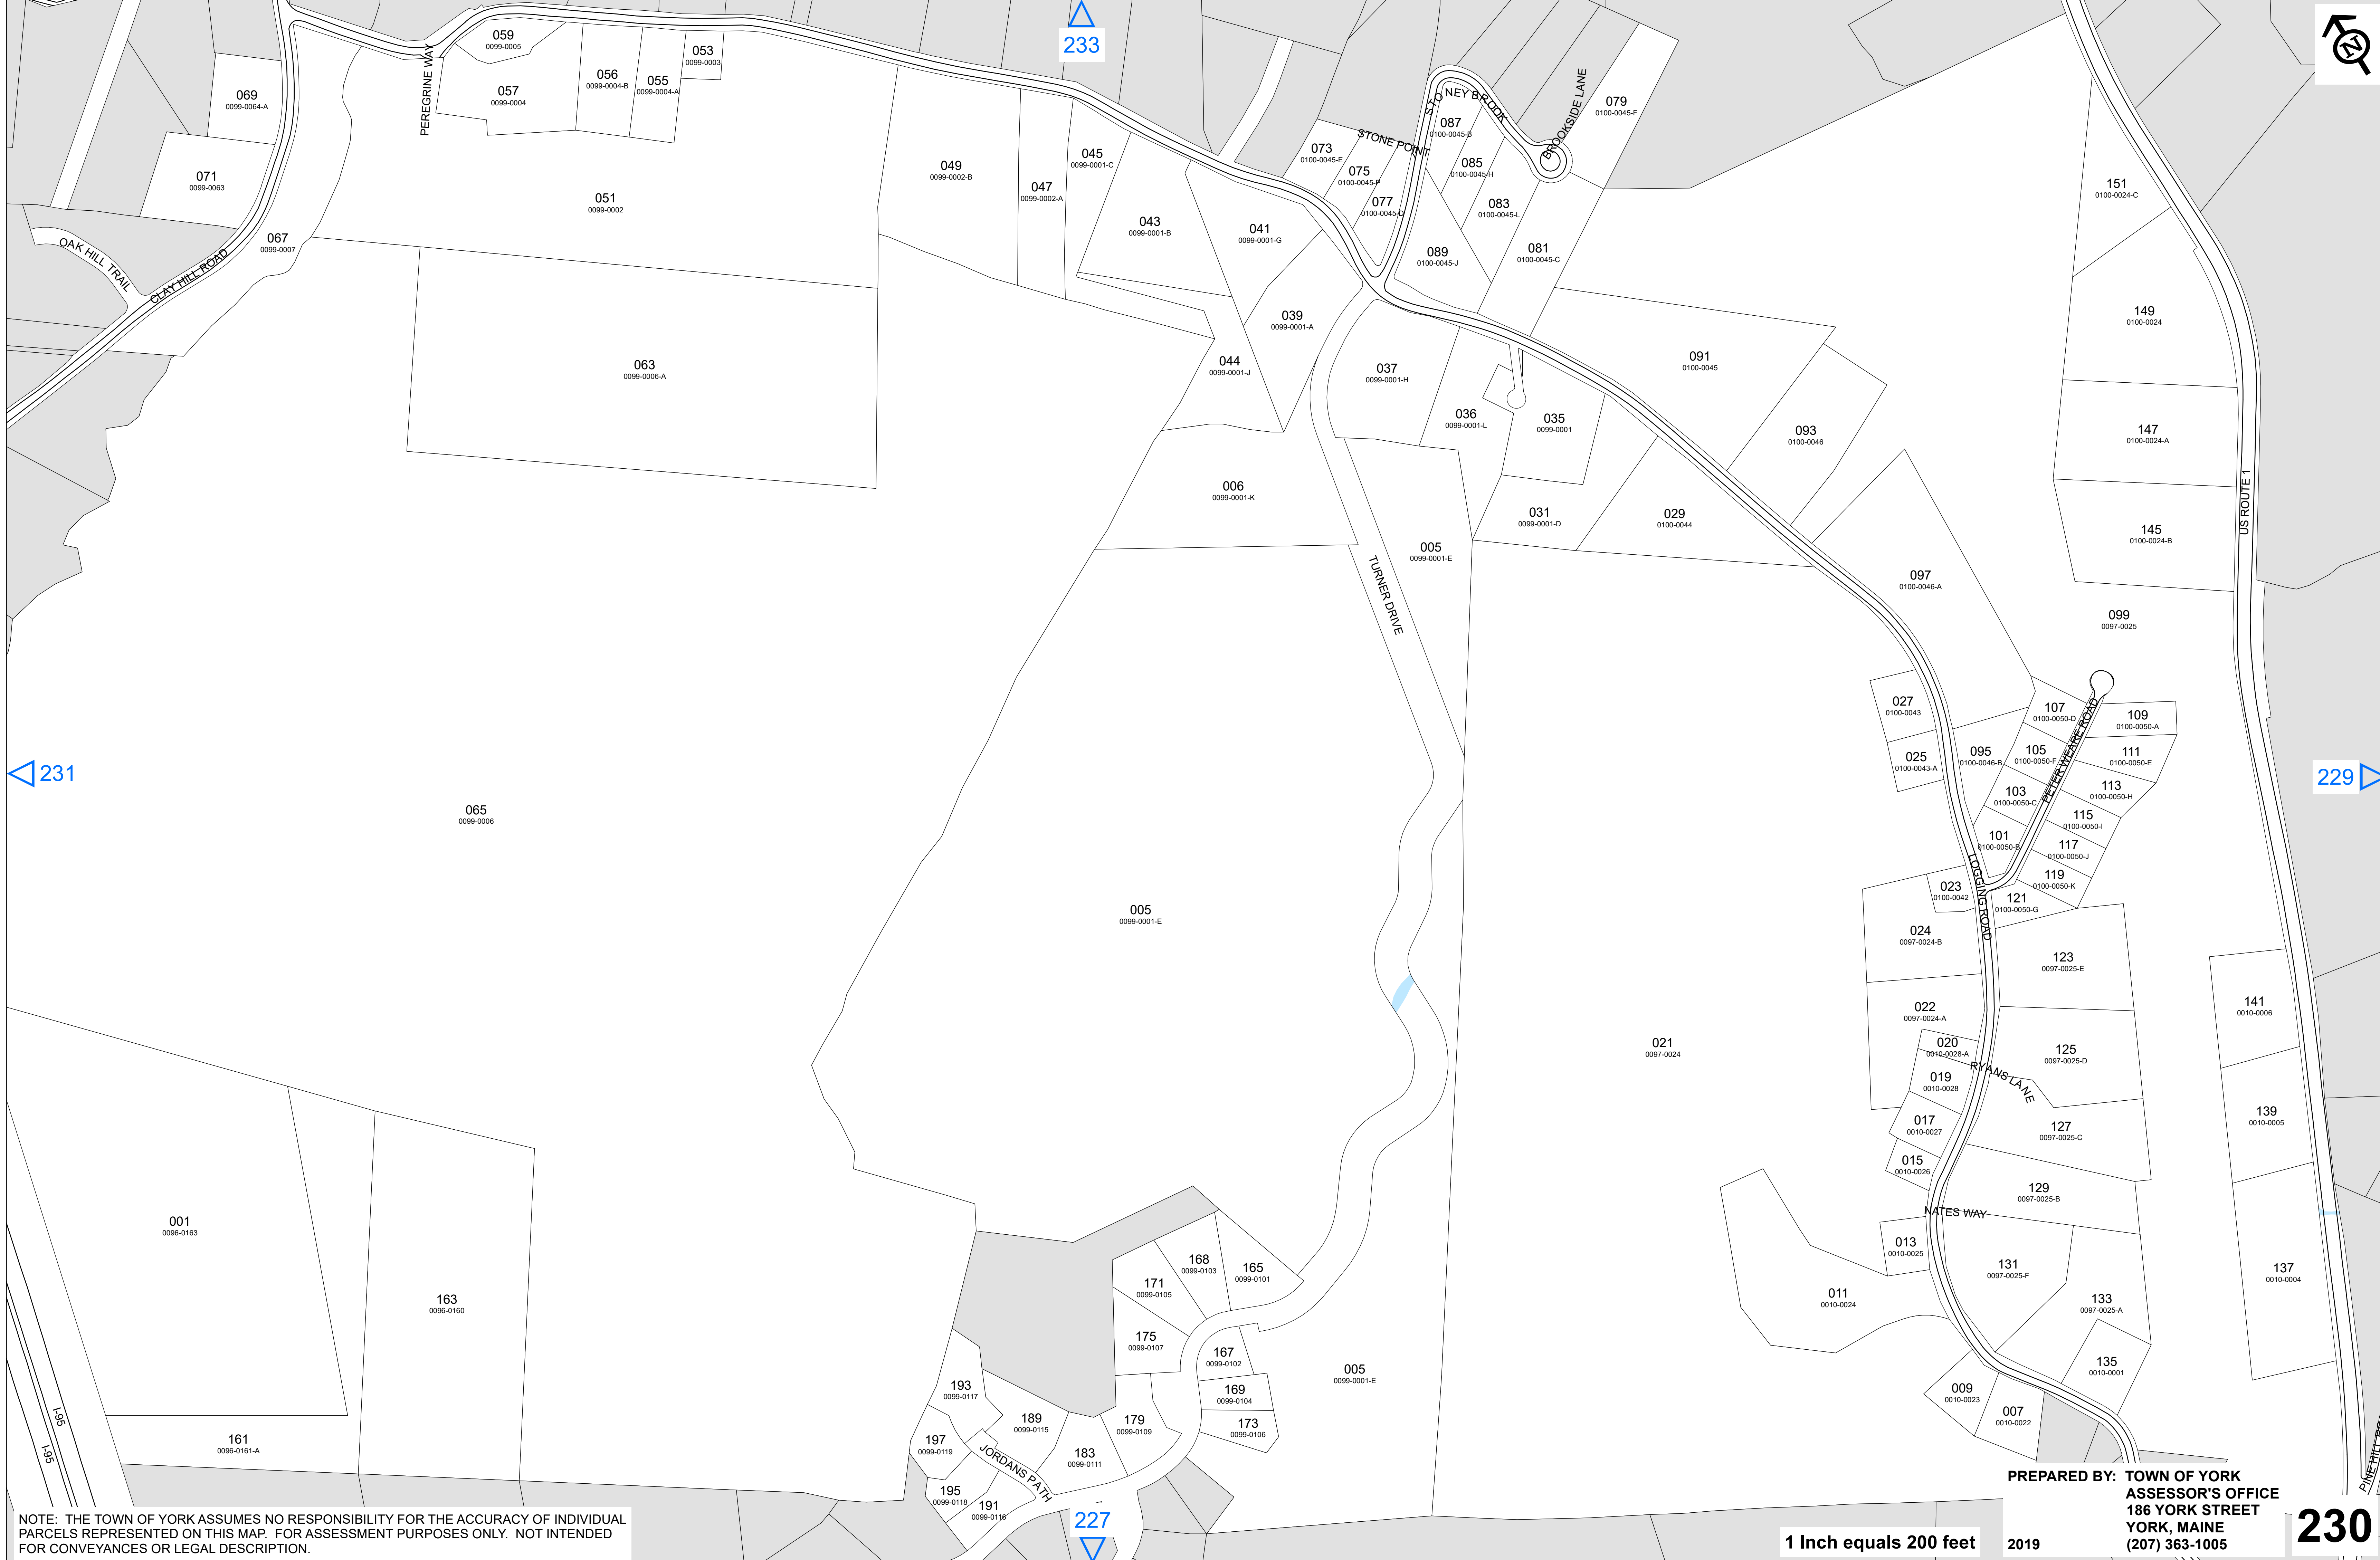 059
0099-0005
233
N
053
0099-0003
056
0099-0004-B
055
0099-0004-A
PEREGRINE WAY
057
0099-0004
069
0099-0064-A
079
0100-0045-F
BROOKSIDE LANE
STONEY BROOK
087
0100-0045-B
STONE POINT
073
0100-0045-E
045
0099-0001-C
049
0099-0002-B
085
0100-0045-H
075
0100-0045-P
071
0099-0063
047
0099-0002-A
151
0100-0024-C
051
0099-0002
077
0100-0045-D
083
0100-0045-L
043
0099-0001-B
041
0099-0001-G
067
0099-0007
OAK HILL TRAIL
CLAY HILL ROAD
089
0100-0045-J
081
0100-0045-C
149
0100-0024
039
0099-0001-A
091
0100-0045
063
0099-0006-A
044
0099-0001-J
037
0099-0001-H
036
0099-0001-L
035
0099-0001
093
0100-0046
147
0100-0024-A
US ROUTE 1
006
0099-0001-K
031
0099-0001-D
029
0100-0044
145
0100-0024-B
005
0099-0001-E
TURNER DRIVE
097
0100-0046-A
099
0097-0025
027
0100-0043
107
0100-0050-D
109
0100-0050-A
PETER WEARE ROAD
095
0100-0046-B
105
0100-0050-F
111
0100-0050-E
025
0100-0043-A
231
229
103
0100-0050-C
113
0100-0050-H
065
0099-0006
115
0100-0050-I
101
0100-0050-B
117
0100-0050-J
119
0100-0050-K
LOGGING ROAD
023
0100-0042
121
0100-0050-G
005
0099-0001-E
024
0097-0024-B
123
0097-0025-E
141
0010-0006
022
0097-0024-A
021
0097-0024
020
0010-0028-A
125
0097-0025-D
RYANS LANE
019
0010-0028
139
0010-0005
017
0010-0027
127
0097-0025-C
015
0010-0026
129
0097-0025-B
NATES WAY
001
0096-0163
013
0010-0025
168
0099-0103
165
0099-0101
171
0099-0105
131
0097-0025-F
137
0010-0004
163
0096-0160
011
0010-0024
133
0097-0025-A
175
0099-0107
167
0099-0102
135
0010-0001
005
0099-0001-E
193
0099-0117
169
0099-0104
009
0010-0023
007
0010-0022
189
0099-0115
179
0099-0109
173
0099-0106
I-95
I-95
161
0096-0161-A
197
0099-0119
183
0099-0111
JORDANS PATH
195
0099-0118
191
0099-0116
227
NOTE: THE TOWN OF YORK ASSUMES NO RESPONSIBILITY FOR THE ACCURACY OF INDIVIDUAL
PARCELS REPRESENTED ON THIS MAP. FOR ASSESSMENT PURPOSES ONLY. NOT INTENDED
FOR CONVEYANCES OR LEGAL DESCRIPTION.
1 Inch equals 200 feet
PREPARED BY: TOWN OF YORK
ASSESSOR'S OFFICE
186 YORK STREET
YORK, MAINE
2019 (207) 363-1005
230
PINE HILL